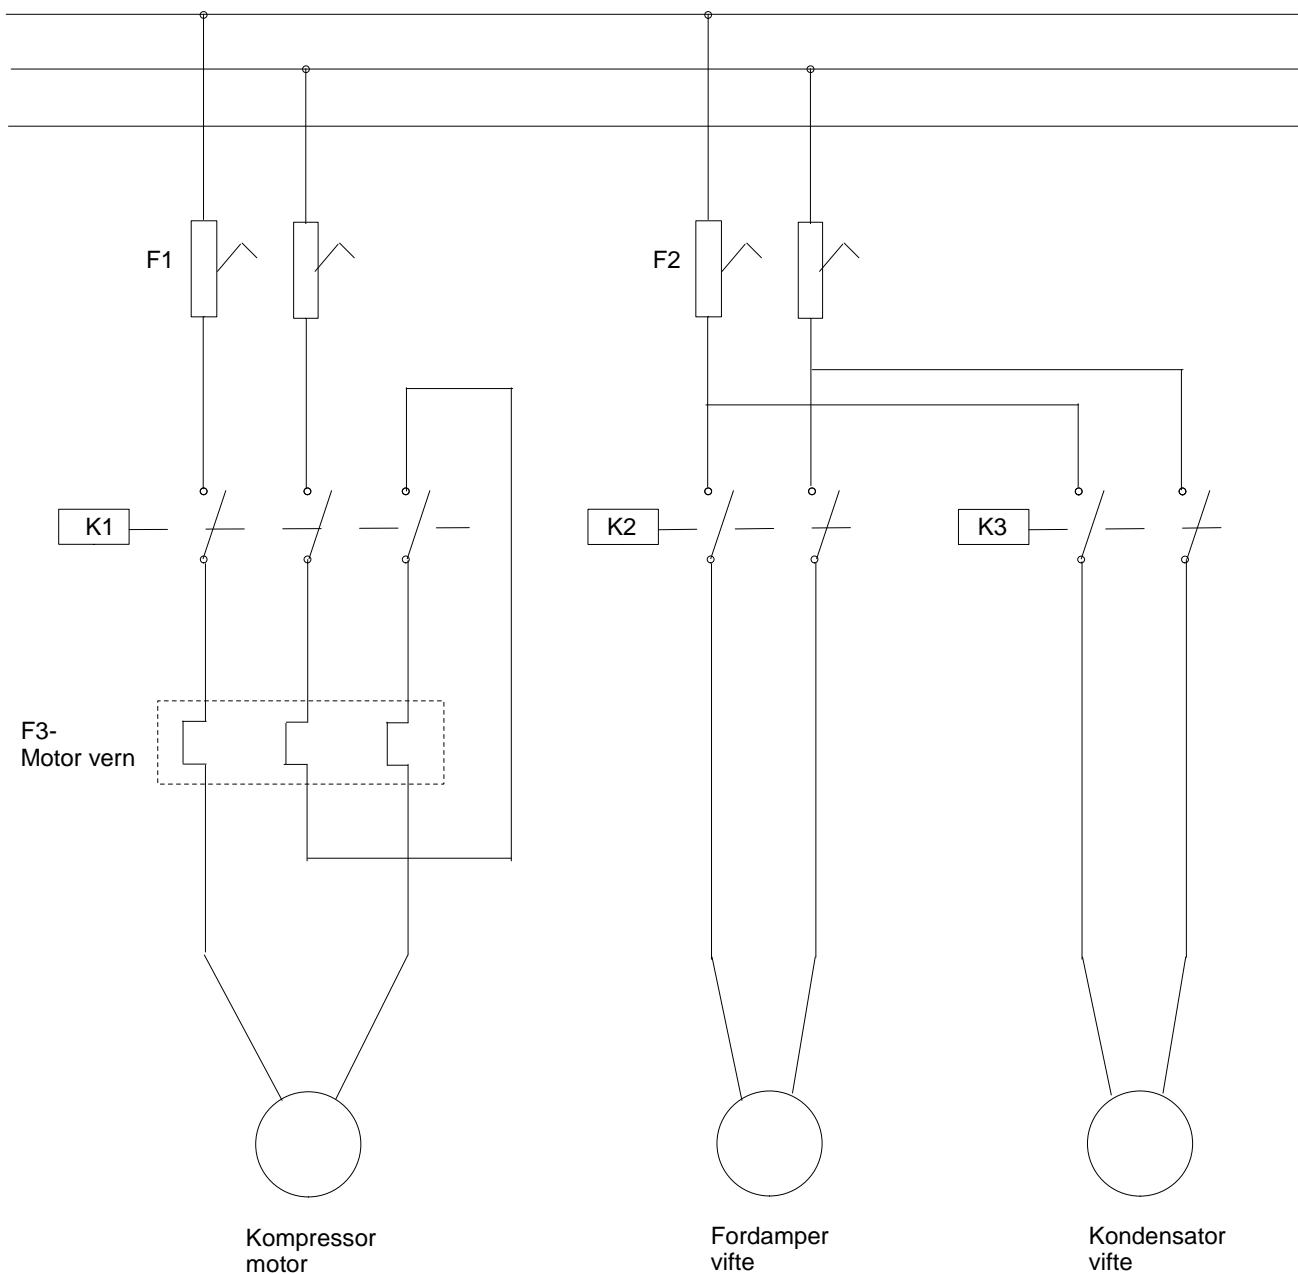 F1
F2
K1
K2
K3
F3-
Motor vern
Kompressor
motor
Fordamper
vifte
Kondensator
vifte